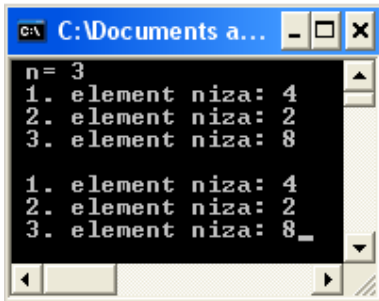 C:\Documents a...
n= 3
1. element niza: 4
2. element niza: 2
3. element niza: 8
1. element niza: 4
2. element niza: 2
3. element niza: 8_